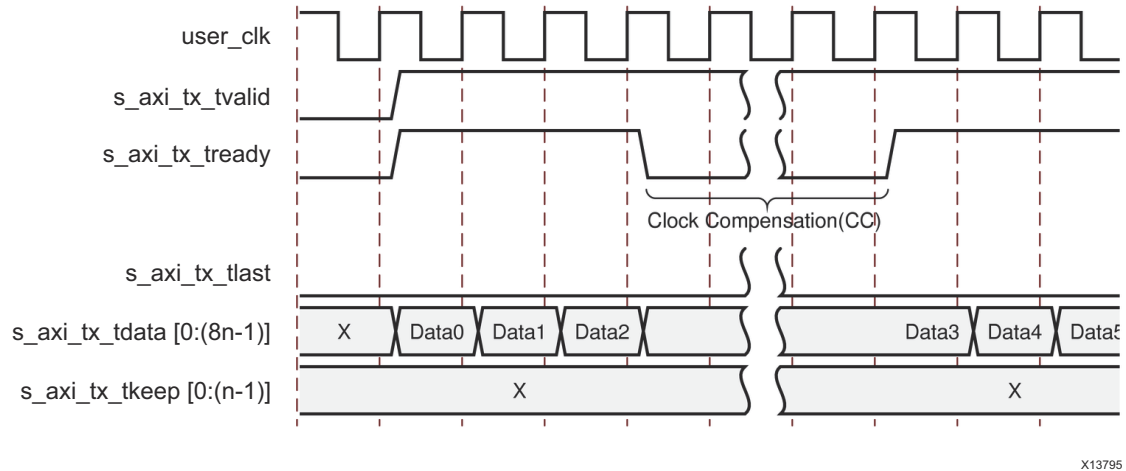 user_clk
s_axi_tx_tvalid
s_axi_tx_tready
Clock Compensation(CC)
s_axi_tx_tlast
s_axi_tx_tdata [0:(8n-1)] X Data0 Data1 Data2 Data3 Data4 Data5
s_axi_tx_tkeep [0:(n-1)] X X
X13795